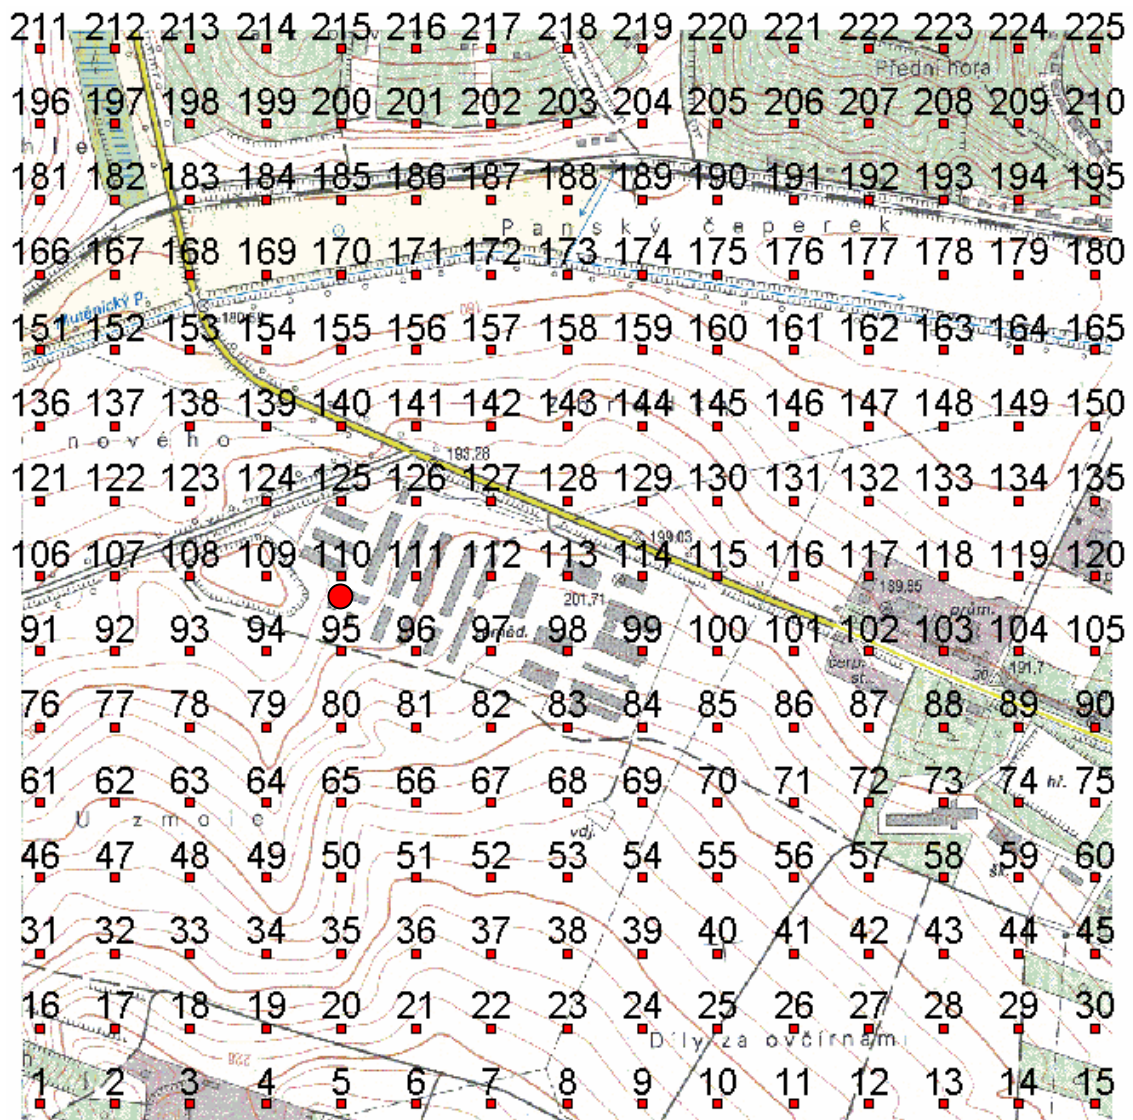 211 212 213 214 215 216 217 218 219 220 221 222 223 224 225
Přední hora
196 197 198 199 200 201 202 203 204 205 206 207 208 209 210
h l e
181 182 183 184 185 186 187 188 189 190 191 192 193 194 195
Panský čeperek
166 167 168 169 170 171 172 173 174 175 176 177 178 179 180
Mutěnický p.
180.69
151 152 153 154 155 156 157 158 159 160 161 162 163 164 165
136 137 138 139 140 141 142 143 144 145 146 147 148 149 150
nového
193.28
121 122 123 124 125 126 127 128 129 130 131 132 133 134 135
199.03
106 107 108 109 110 111 112 113 114 115 116 117 118 119 120
189.85
201.71
prům.
91 92 93 94 95 96 97 98 99 100 101 102 103 104 105
čerp.
st.
191.7
76 77 78 79 80 81 82 83 84 85 86 87 88 89 90
61 62 63 64 65 66 67 68 69 70 71 72 73 74 75
hř.
U zmole
vdj.
46 47 48 49 50 51 52 53 54 55 56 57 58 59 60
šk.
31 32 33 34 35 36 37 38 39 40 41 42 43 44 45
16 17 18 19 20 21 22 23 24 25 26 27 28 29 30
Díly za ovčírnami
1 2 3 4 5 6 7 8 9 10 11 12 13 14 15